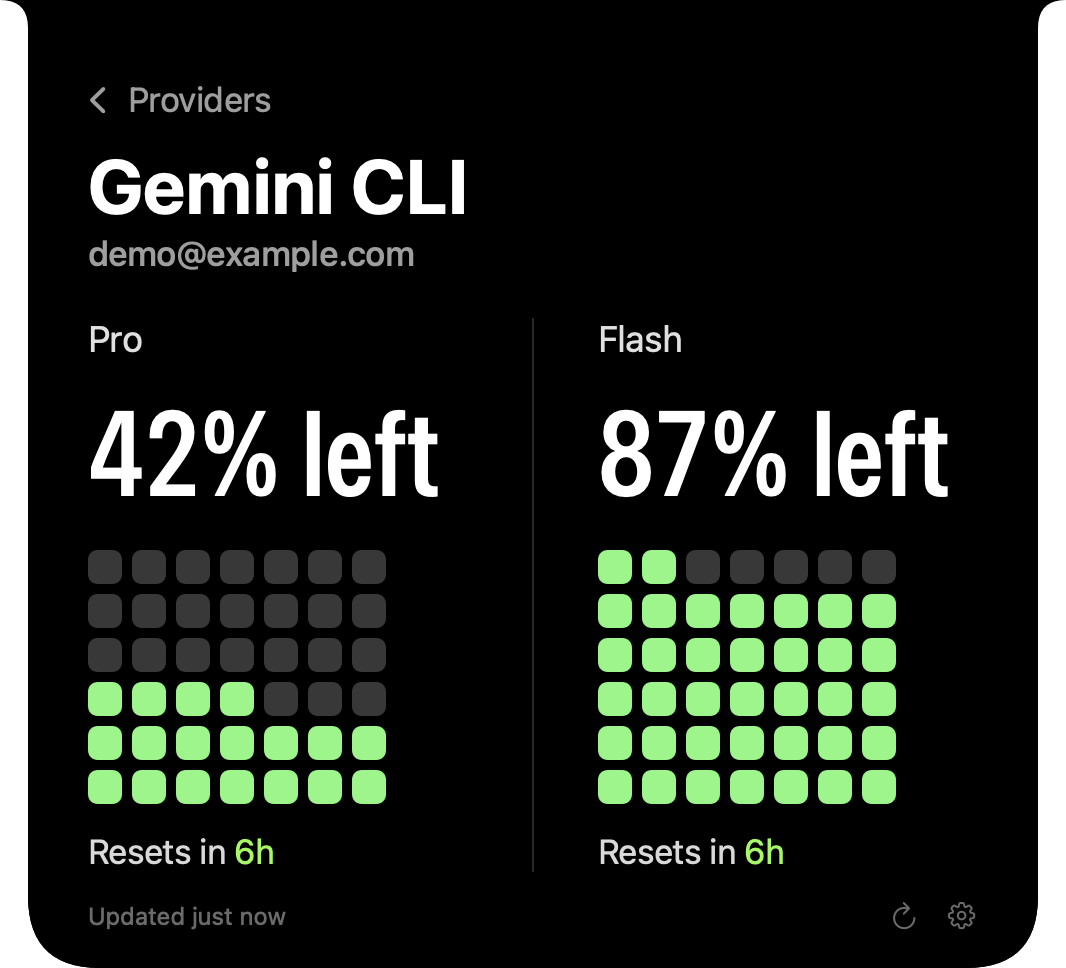 Providers
Gemini CLI
demo@example.com
Pro
42% left
Resets in 6h
Flash
87% left
Resets in 6h
Updated just now